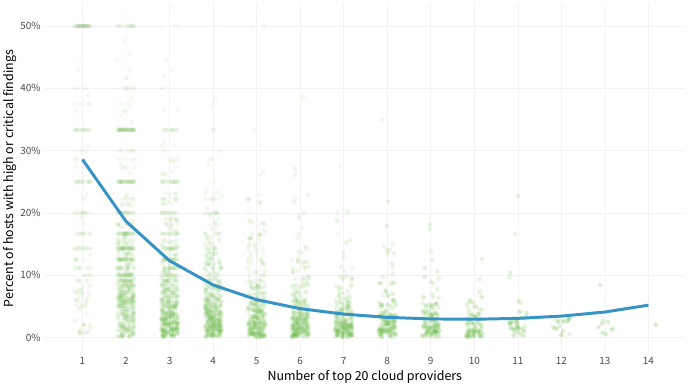 Percent of hosts with high or critical findings
50%
40%
30%
20%
10%
0%
1 2 3 4 5 6 7 8 9 10 11 12 13 14
Number of top 20 cloud providers